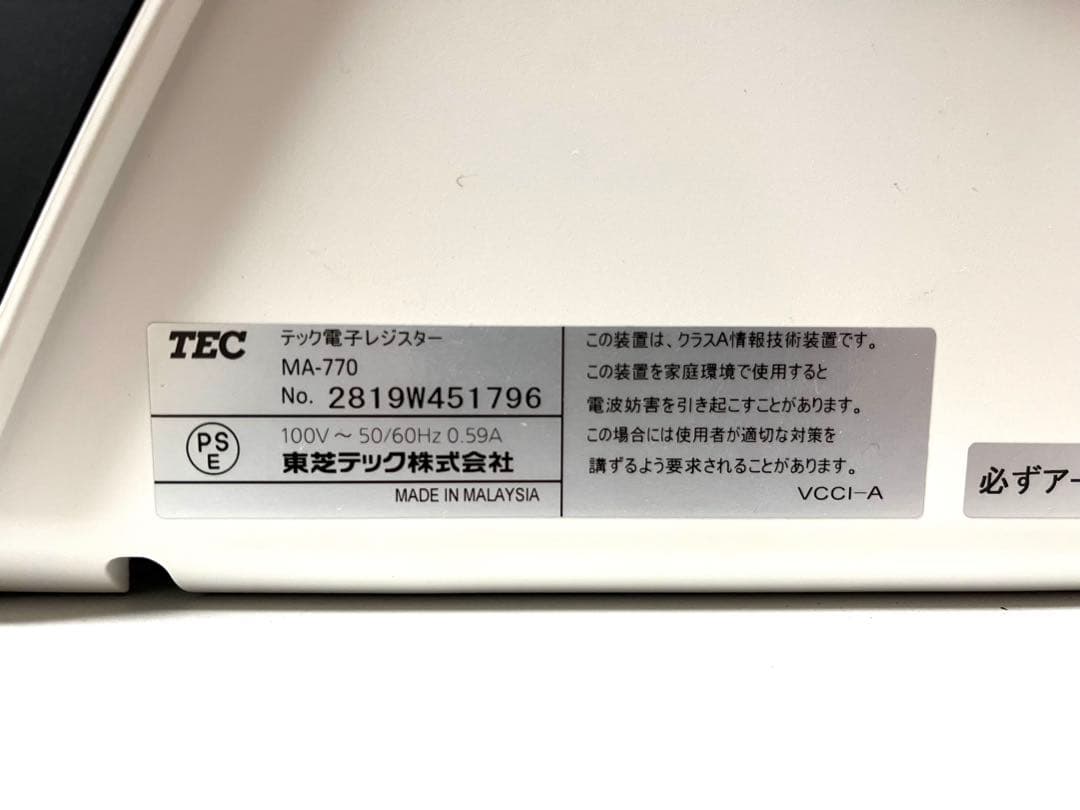 TEC
テック電子レジスター
MA-770
No. 2819W451796
PS
E
100V～50/60Hz 0.59A
東芝テック株式会社
MADE IN MALAYSIA
この装置は、クラスA情報技術装置です。
この装置を家庭環境で使用すると
電波妨害を引き起こすことがあります。
この場合には使用者が適切な対策を
講ずるよう要求されることがあります。
VCCI-A
必ずアー